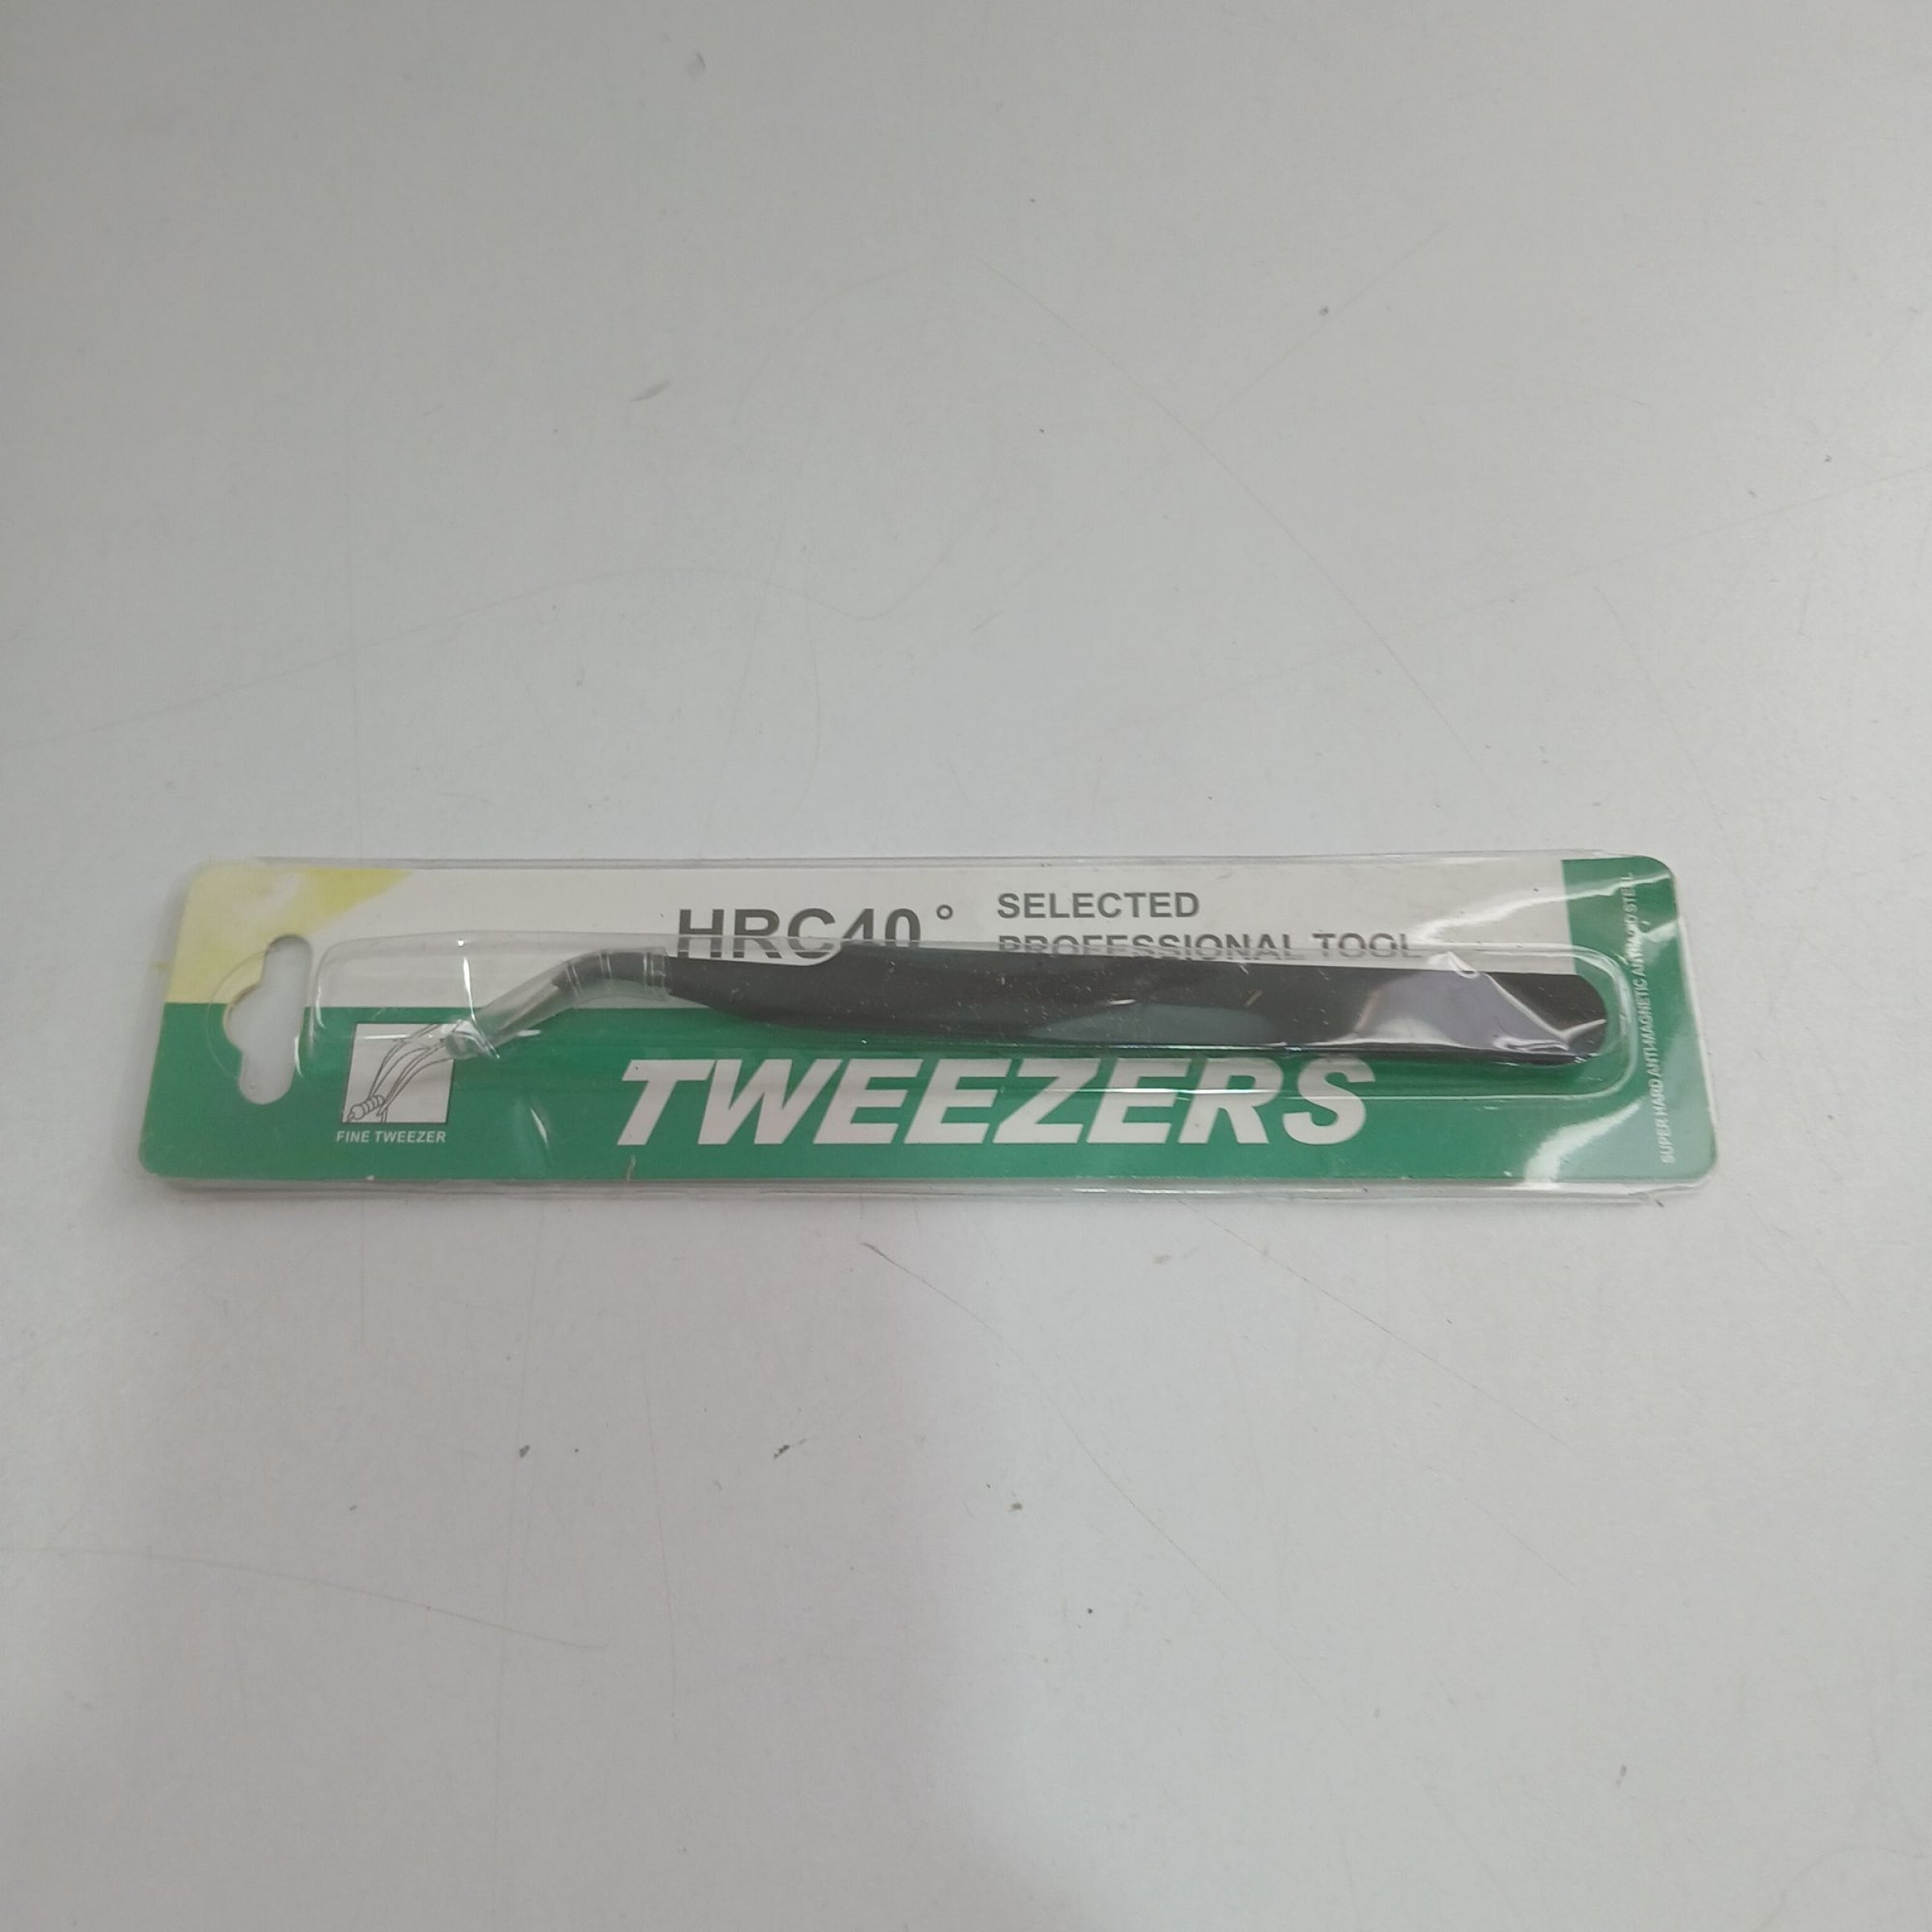 HRC40°
SELECTED
PROFESSIONAL TOOL
TWEEZERS
FINE TWEEZER
SUPER HARD ANTI-MAGNETIC ANTI-ACID STEEL